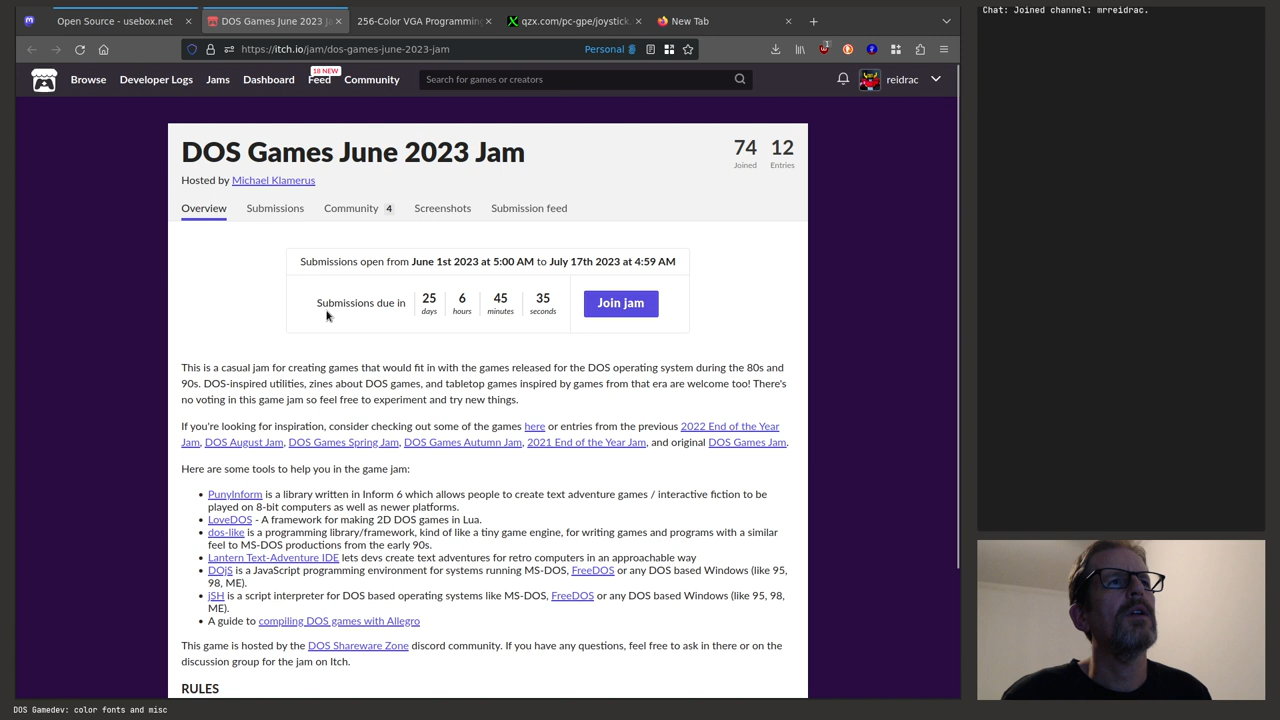 Open Source - usebox.net
DOS Games June 2023 J
256-Color VGA Programming
qzx.com/pc-gpe/joystick.
New Tab
Chat: Joined channel: mrreidrac.
https://itch.io/jam/dos-games-june-2023-jam
Personal
Browse
Developer Logs
Jams
Dashboard
18 NEW
Feed
Community
Search for games or creators
reidrac
DOS Games June 2023 Jam
74
Joined
12
Entries
Hosted by Michael Klamerus
Overview
Submissions
Community 4
Screenshots
Submission feed
Submissions open from June 1st 2023 at 5:00 AM to July 17th 2023 at 4:59 AM
Submissions due in
25
days
6
hours
45
minutes
35
seconds
Join jam
This is a casual jam for creating games that would fit in with the games released for the DOS operating system during the 80s and
90s. DOS-inspired utilities, zines about DOS games, and tabletop games inspired by games from that era are welcome too! There's
no voting in this game jam so feel free to experiment and try new things.
If you're looking for inspiration, consider checking out some of the games here or entries from the previous 2022 End of the Year
Jam, DOS August Jam, DOS Games Spring Jam, DOS Games Autumn Jam, 2021 End of the Year Jam, and original DOS Games Jam.
Here are some tools to help you in the game jam:
• PunyInform is a library written in Inform 6 which allows people to create text adventure games / interactive fiction to be
played on 8-bit computers as well as newer platforms.
• LoveDOS - A framework for making 2D DOS games in Lua.
• dos-like is a programming library/framework, kind of like a tiny game engine, for writing games and programs with a similar
feel to MS-DOS productions from the early 90s.
• Lantern Text-Adventure IDE lets devs create text adventures for retro computers in an approachable way
• DOjS is a JavaScript programming environment for systems running MS-DOS, FreeDOS or any DOS based Windows (like 95,
98, ME).
• jSH is a script interpreter for DOS based operating systems like MS-DOS, FreeDOS or any DOS based Windows (like 95, 98,
ME).
• A guide to compiling DOS games with Allegro
This game is hosted by the DOS Shareware Zone discord community. If you have any questions, feel free to ask in there or on the
discussion group for the jam on Itch.
RULES
DOS Gamedev: color fonts and misc